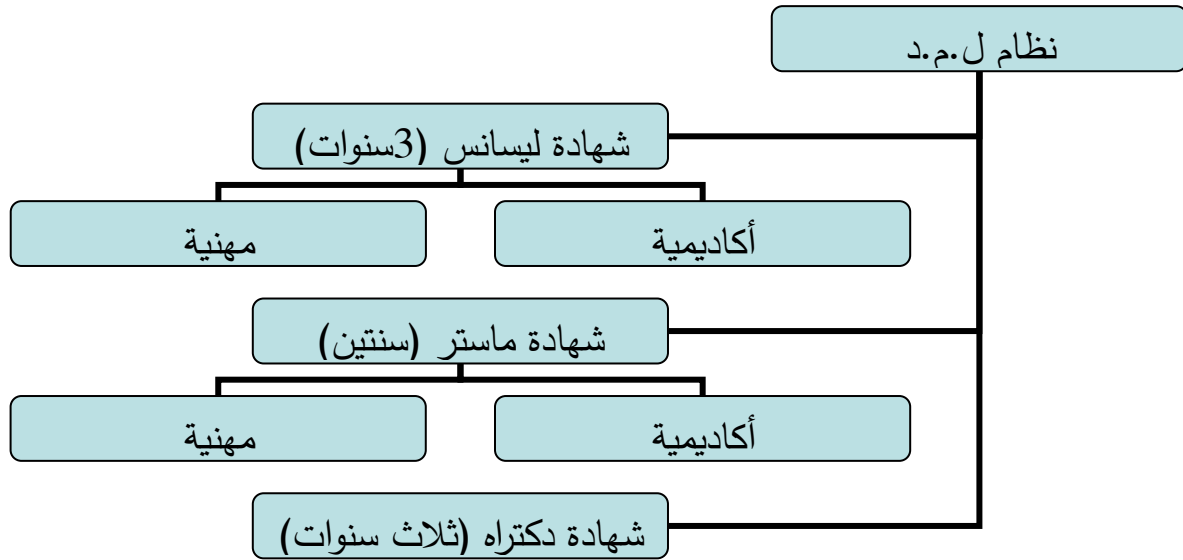 نظام ل.م.د
شهادة ليسانس (3سنوات)
أكاديمية
مهنية
شهادة ماستر (سنتين)
أكاديمية
مهنية
شهادة دكتراه (ثلاث سنوات)